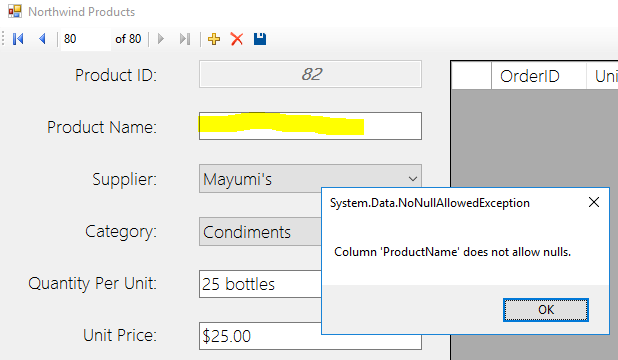 Northwind Products
80 of 80
Product ID: 82
OrderID Uni
Product Name:
Supplier: Mayumi's
Category: Condiments
Quantity Per Unit: 25 bottles
Unit Price: $25.00
System.Data.NoNullAllowedException
Column 'ProductName' does not allow nulls.
OK